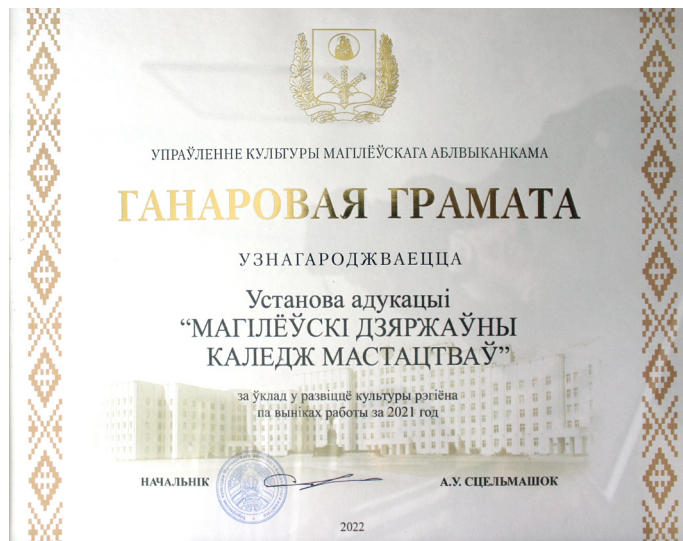 УПРАЎЛЕННЕ КУЛЬТУРЫ МАГІЛЁЎСКАГА АБЛВЫКАНКАМА
ГАНАРОВАЯ ГРАМАТА
УЗНАГАРОДЖВАЕЦЦА
Установа адукацыі
“МАГІЛЁЎСКІ ДЗЯРЖАЎНЫ
КАЛЕДЖ МАСТАЦТВАЎ”
за ўклад у развіццё культуры рэгіёна
па выніках работы за 2021 год
НАЧАЛЬНІК А.У. СЦЕЛЬМАШОК
2022